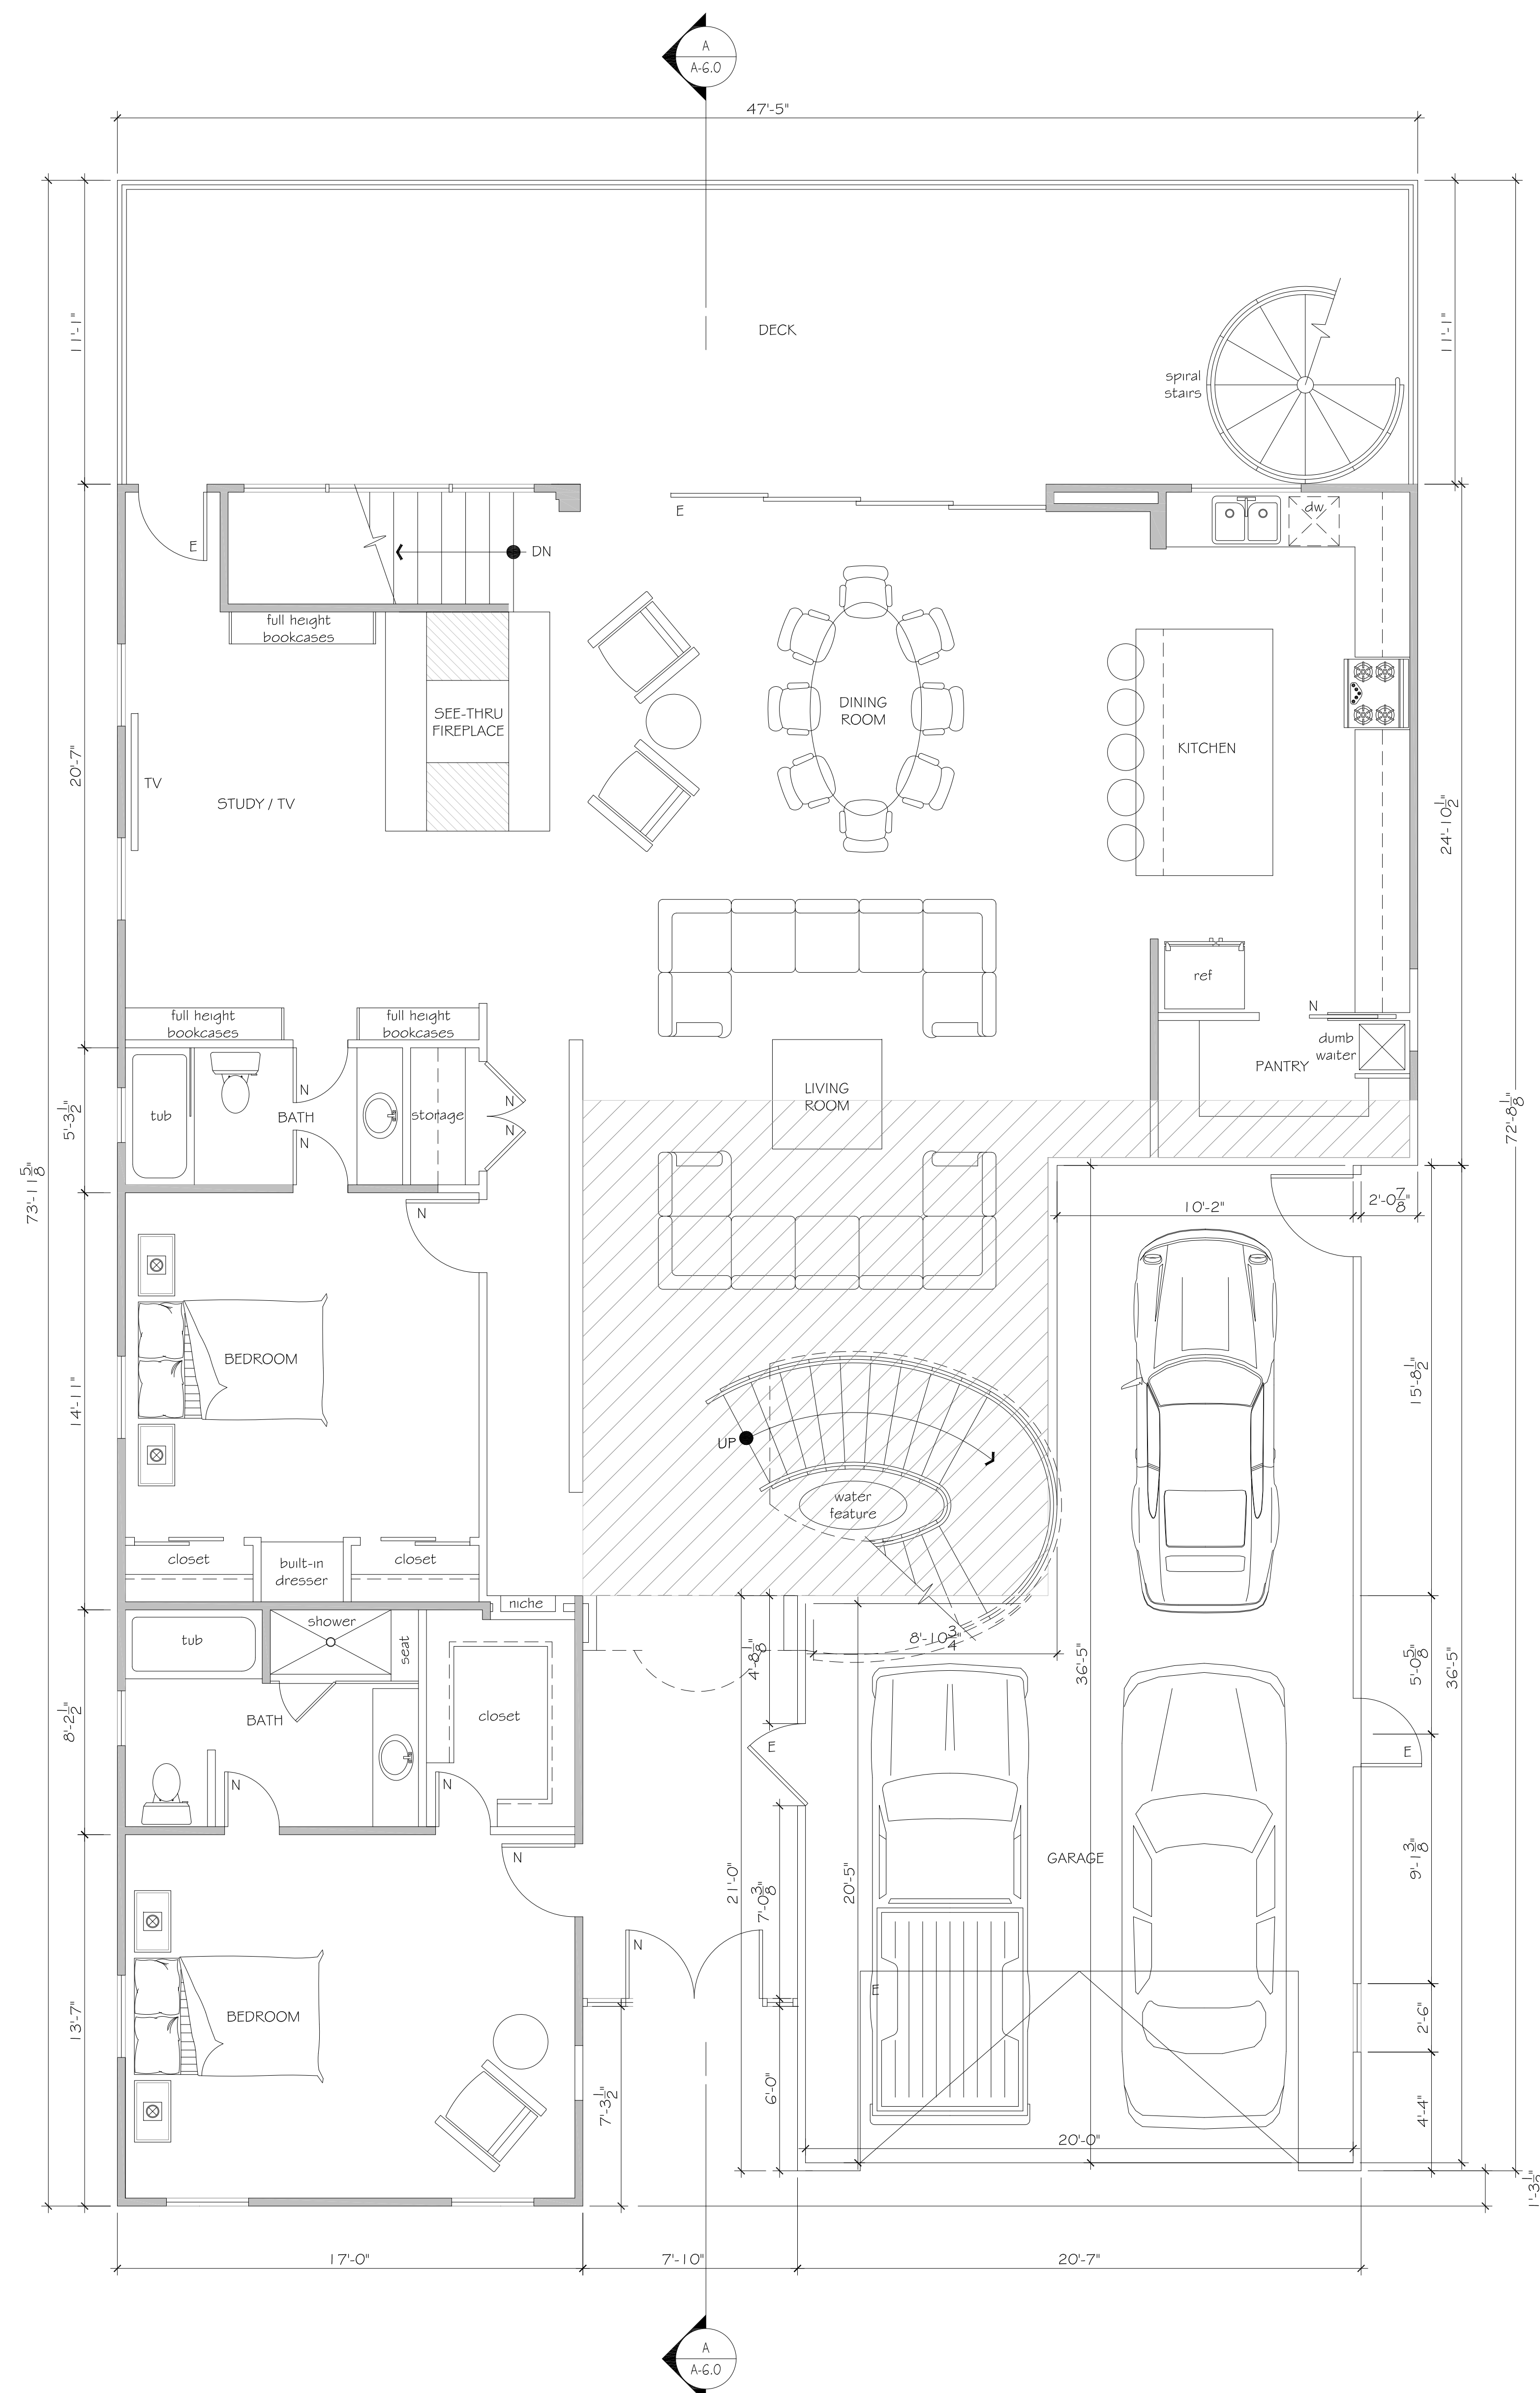 A
A-6.0
47'-5"
11'-1"
DECK
11'-1"
spiral
stairs
E
E
DN
dw
full height
bookcases
SEE-THRU
FIREPLACE
DINING
ROOM
KITCHEN
20'-7"
TV
STUDY / TV
24'-10 1/2"
full height
bookcases
full height
bookcases
ref
N
dumb
waiter
PANTRY
5'-3 1/2"
tub
N
BATH
N
storage
N
N
LIVING
ROOM
72'-8 1/8"
73'-11 5/8"
N
10'-2"
2'-0 7/8"
BEDROOM
14'-11"
15'-8 1/2"
UP
water
feature
closet
built-in
dresser
closet
niche
tub
shower
seat
4'-8 1/8"
8'-10 3/4"
36'-5"
5'-0 5/8"
36'-5"
8'-2 1/2"
BATH
closet
E
E
N
N
N
21'-0"
7'-0 3/8"
20'-5"
GARAGE
9'-1 3/8"
N
E
BEDROOM
13'-7"
2'-6"
7'-3 1/2"
6'-0"
4'-4"
20'-0"
1'-3 1/2"
17'-0"
7'-10"
20'-7"
A
A-6.0